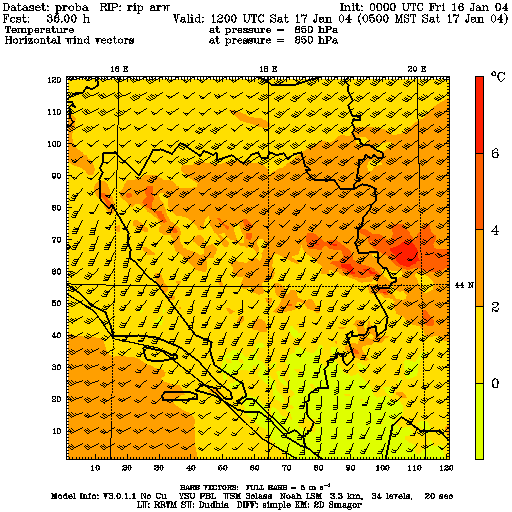 Dataset: proba RIP: rip arw Init: 0000 UTC Fri 16 Jan 04
Fcst: 36.00 h Valid: 1200 UTC Sat 17 Jan 04 (0500 MST Sat 17 Jan 04)
Temperature at pressure = 850 hPa
Horizontal wind vectors at pressure = 850 hPa
16 E 18 E 20 E
°C
120
110
100
90
80
70
60
50
40
30
20
10
6
4
2
0
44 N
10 20 30 40 50 60 70 80 90 100 110 120
BARB VECTORS: FULL BARB = 5 m s⁻¹
Model Info: V3.0.1.1 No Cu YSU PBL WSM 3class Noah LSM 3.3 km, 34 levels, 20 sec
LW: RRTM SW: Dudhia DIFF: simple KM: 2D Smagor